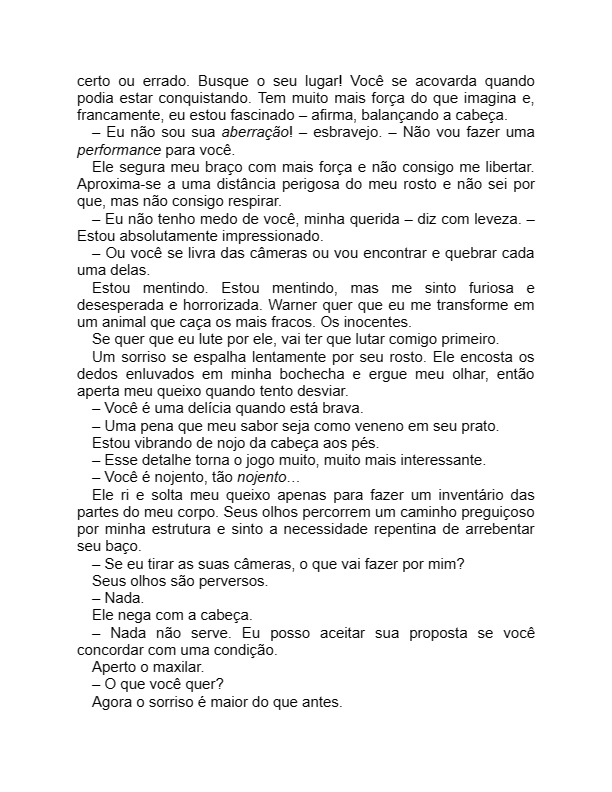 certo ou errado. Busque o seu lugar! Você se acovarda quando
podia estar conquistando. Tem muito mais força do que imagina e,
francamente, eu estou fascinado – afirma, balançando a cabeça.
– Eu não sou sua aberração! – esbravejo. – Não vou fazer uma
performance para você.
Ele segura meu braço com mais força e não consigo me libertar.
Aproxima-se a uma distância perigosa do meu rosto e não sei por
que, mas não consigo respirar.
– Eu não tenho medo de você, minha querida – diz com leveza. –
Estou absolutamente impressionado.
– Ou você se livra das câmeras ou vou encontrar e quebrar cada
uma delas.
Estou mentindo. Estou mentindo, mas me sinto furiosa e
desesperada e horrorizada. Warner quer que eu me transforme em
um animal que caça os mais fracos. Os inocentes.
Se quer que eu lute por ele, vai ter que lutar comigo primeiro.
Um sorriso se espalha lentamente por seu rosto. Ele encosta os
dedos enluvados em minha bochecha e ergue meu olhar, então
aperta meu queixo quando tento desviar.
– Você é uma delícia quando está brava.
– Uma pena que meu sabor seja como veneno em seu prato.
Estou vibrando de nojo da cabeça aos pés.
– Esse detalhe torna o jogo muito, muito mais interessante.
– Você é nojento, tão nojento…
Ele ri e solta meu queixo apenas para fazer um inventário das
partes do meu corpo. Seus olhos percorrem um caminho preguiçoso
por minha estrutura e sinto a necessidade repentina de arrebentar
seu baço.
– Se eu tirar as suas câmeras, o que vai fazer por mim?
Seus olhos são perversos.
– Nada.
Ele nega com a cabeça.
– Nada não serve. Eu posso aceitar sua proposta se você
concordar com uma condição.
Aperto o maxilar.
– O que você quer?
Agora o sorriso é maior do que antes.